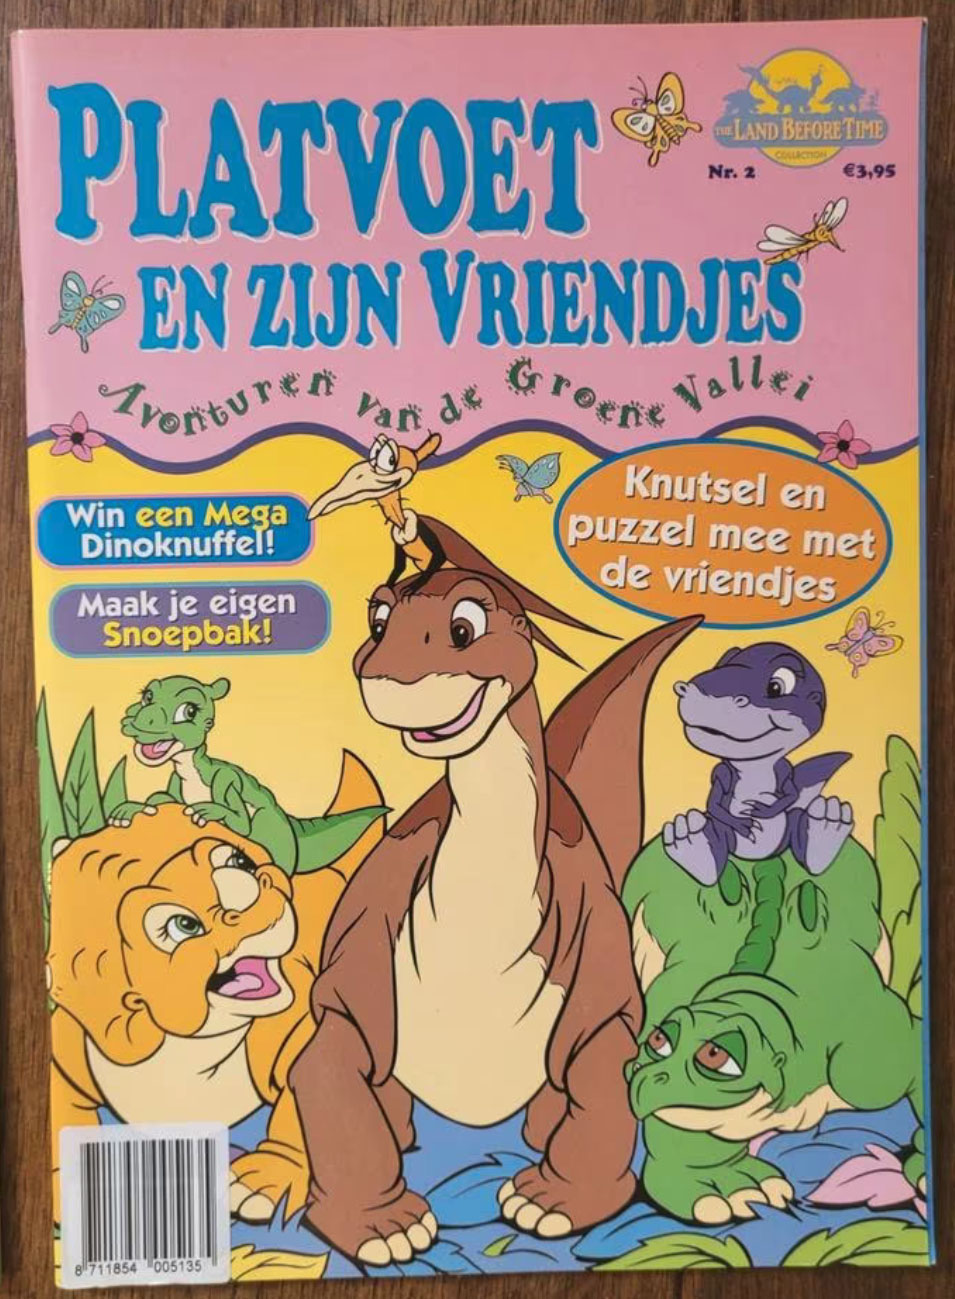 PLATVOET
EN ZIJN VRIENDJES
Avonturen van de Groene Vallei
THE LAND BEFORE TIME
COLLECTION
Nr. 2 €3,95
Win een Mega
Dinoknuffel!
Maak je eigen
Snoepbak!
Knutsel en
puzzel mee met
de vriendjes
8 711854 005135